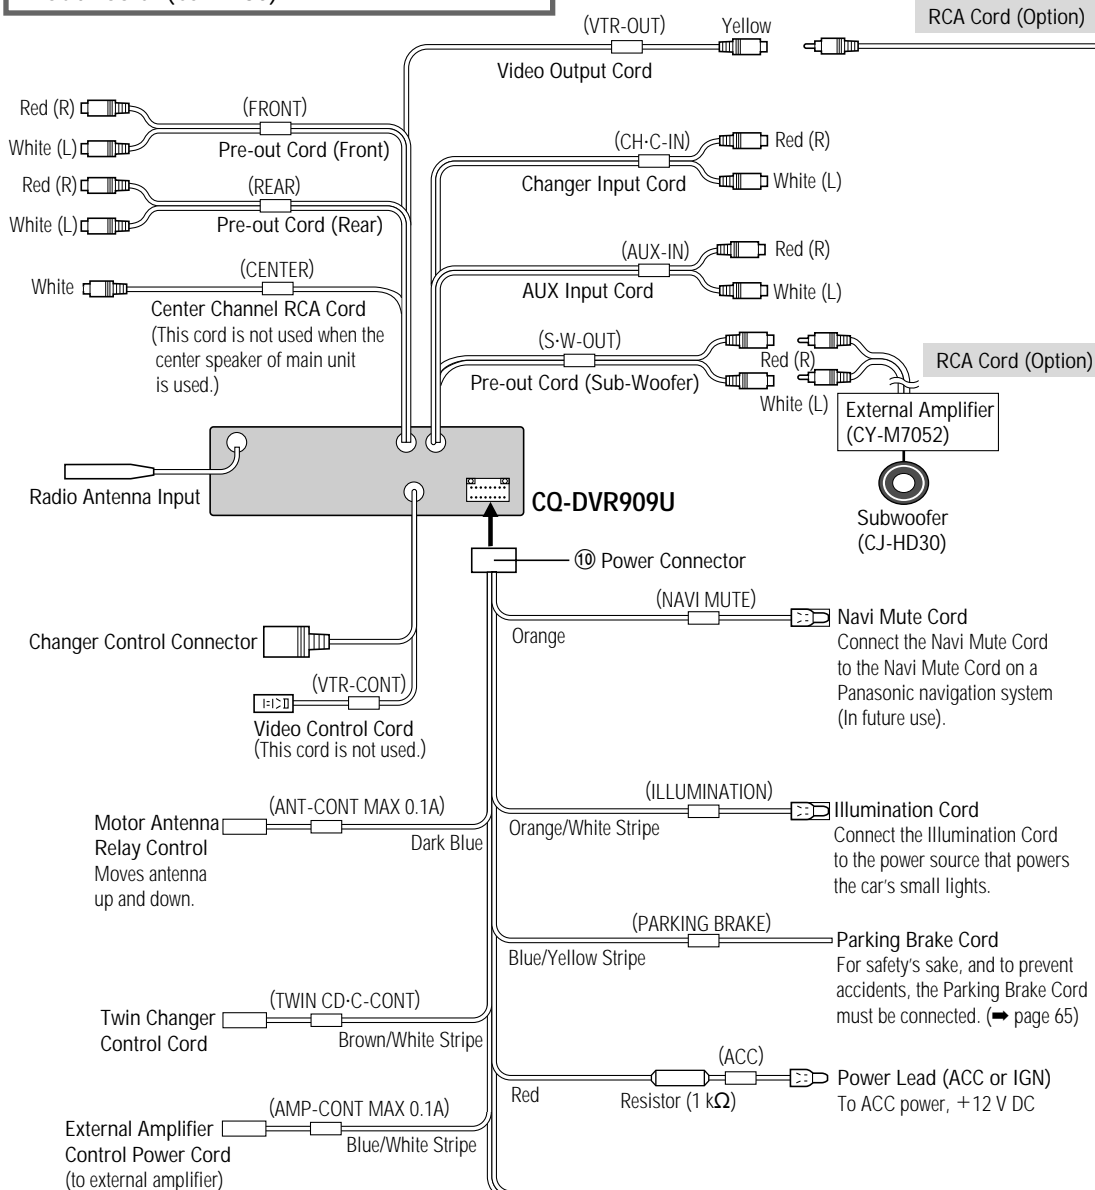 RCA Cord (Option)
(VTR-OUT)
Yellow
Video Output Cord
Red (R)
(FRONT)
White (L)
Pre-out Cord (Front)
Red (R)
(REAR)
White (L)
Pre-out Cord (Rear)
White
(CENTER)
Center Channel RCA Cord
(This cord is not used when the
center speaker of main unit
is used.)
(CH·C-IN)
Red (R)
Changer Input Cord
White (L)
(AUX-IN)
Red (R)
AUX Input Cord
White (L)
(S·W-OUT)
Red (R)
Pre-out Cord (Sub-Woofer)
White (L)
RCA Cord (Option)
External Amplifier
(CY-M7052)
Subwoofer
(CJ-HD30)
Radio Antenna Input
CQ-DVR909U
⑩ Power Connector
Changer Control Connector
(VTR-CONT)
Video Control Cord
(This cord is not used.)
(NAVI MUTE)
Orange
Navi Mute Cord
Connect the Navi Mute Cord
to the Navi Mute Cord on a
Panasonic navigation system
(In future use).
(ANT-CONT MAX 0.1A)
Dark Blue
Motor Antenna
Relay Control
Moves antenna
up and down.
(ILLUMINATION)
Orange/White Stripe
Illumination Cord
Connect the Illumination Cord
to the power source that powers
the car's small lights.
(PARKING BRAKE)
Blue/Yellow Stripe
Parking Brake Cord
For safety's sake, and to prevent
accidents, the Parking Brake Cord
must be connected. (➡ page 65)
(TWIN CD·C-CONT)
Twin Changer
Control Cord
Brown/White Stripe
(ACC)
Red
Resistor (1 kΩ)
Power Lead (ACC or IGN)
To ACC power, +12 V DC
(AMP-CONT MAX 0.1A)
Blue/White Stripe
External Amplifier
Control Power Cord
(to external amplifier)